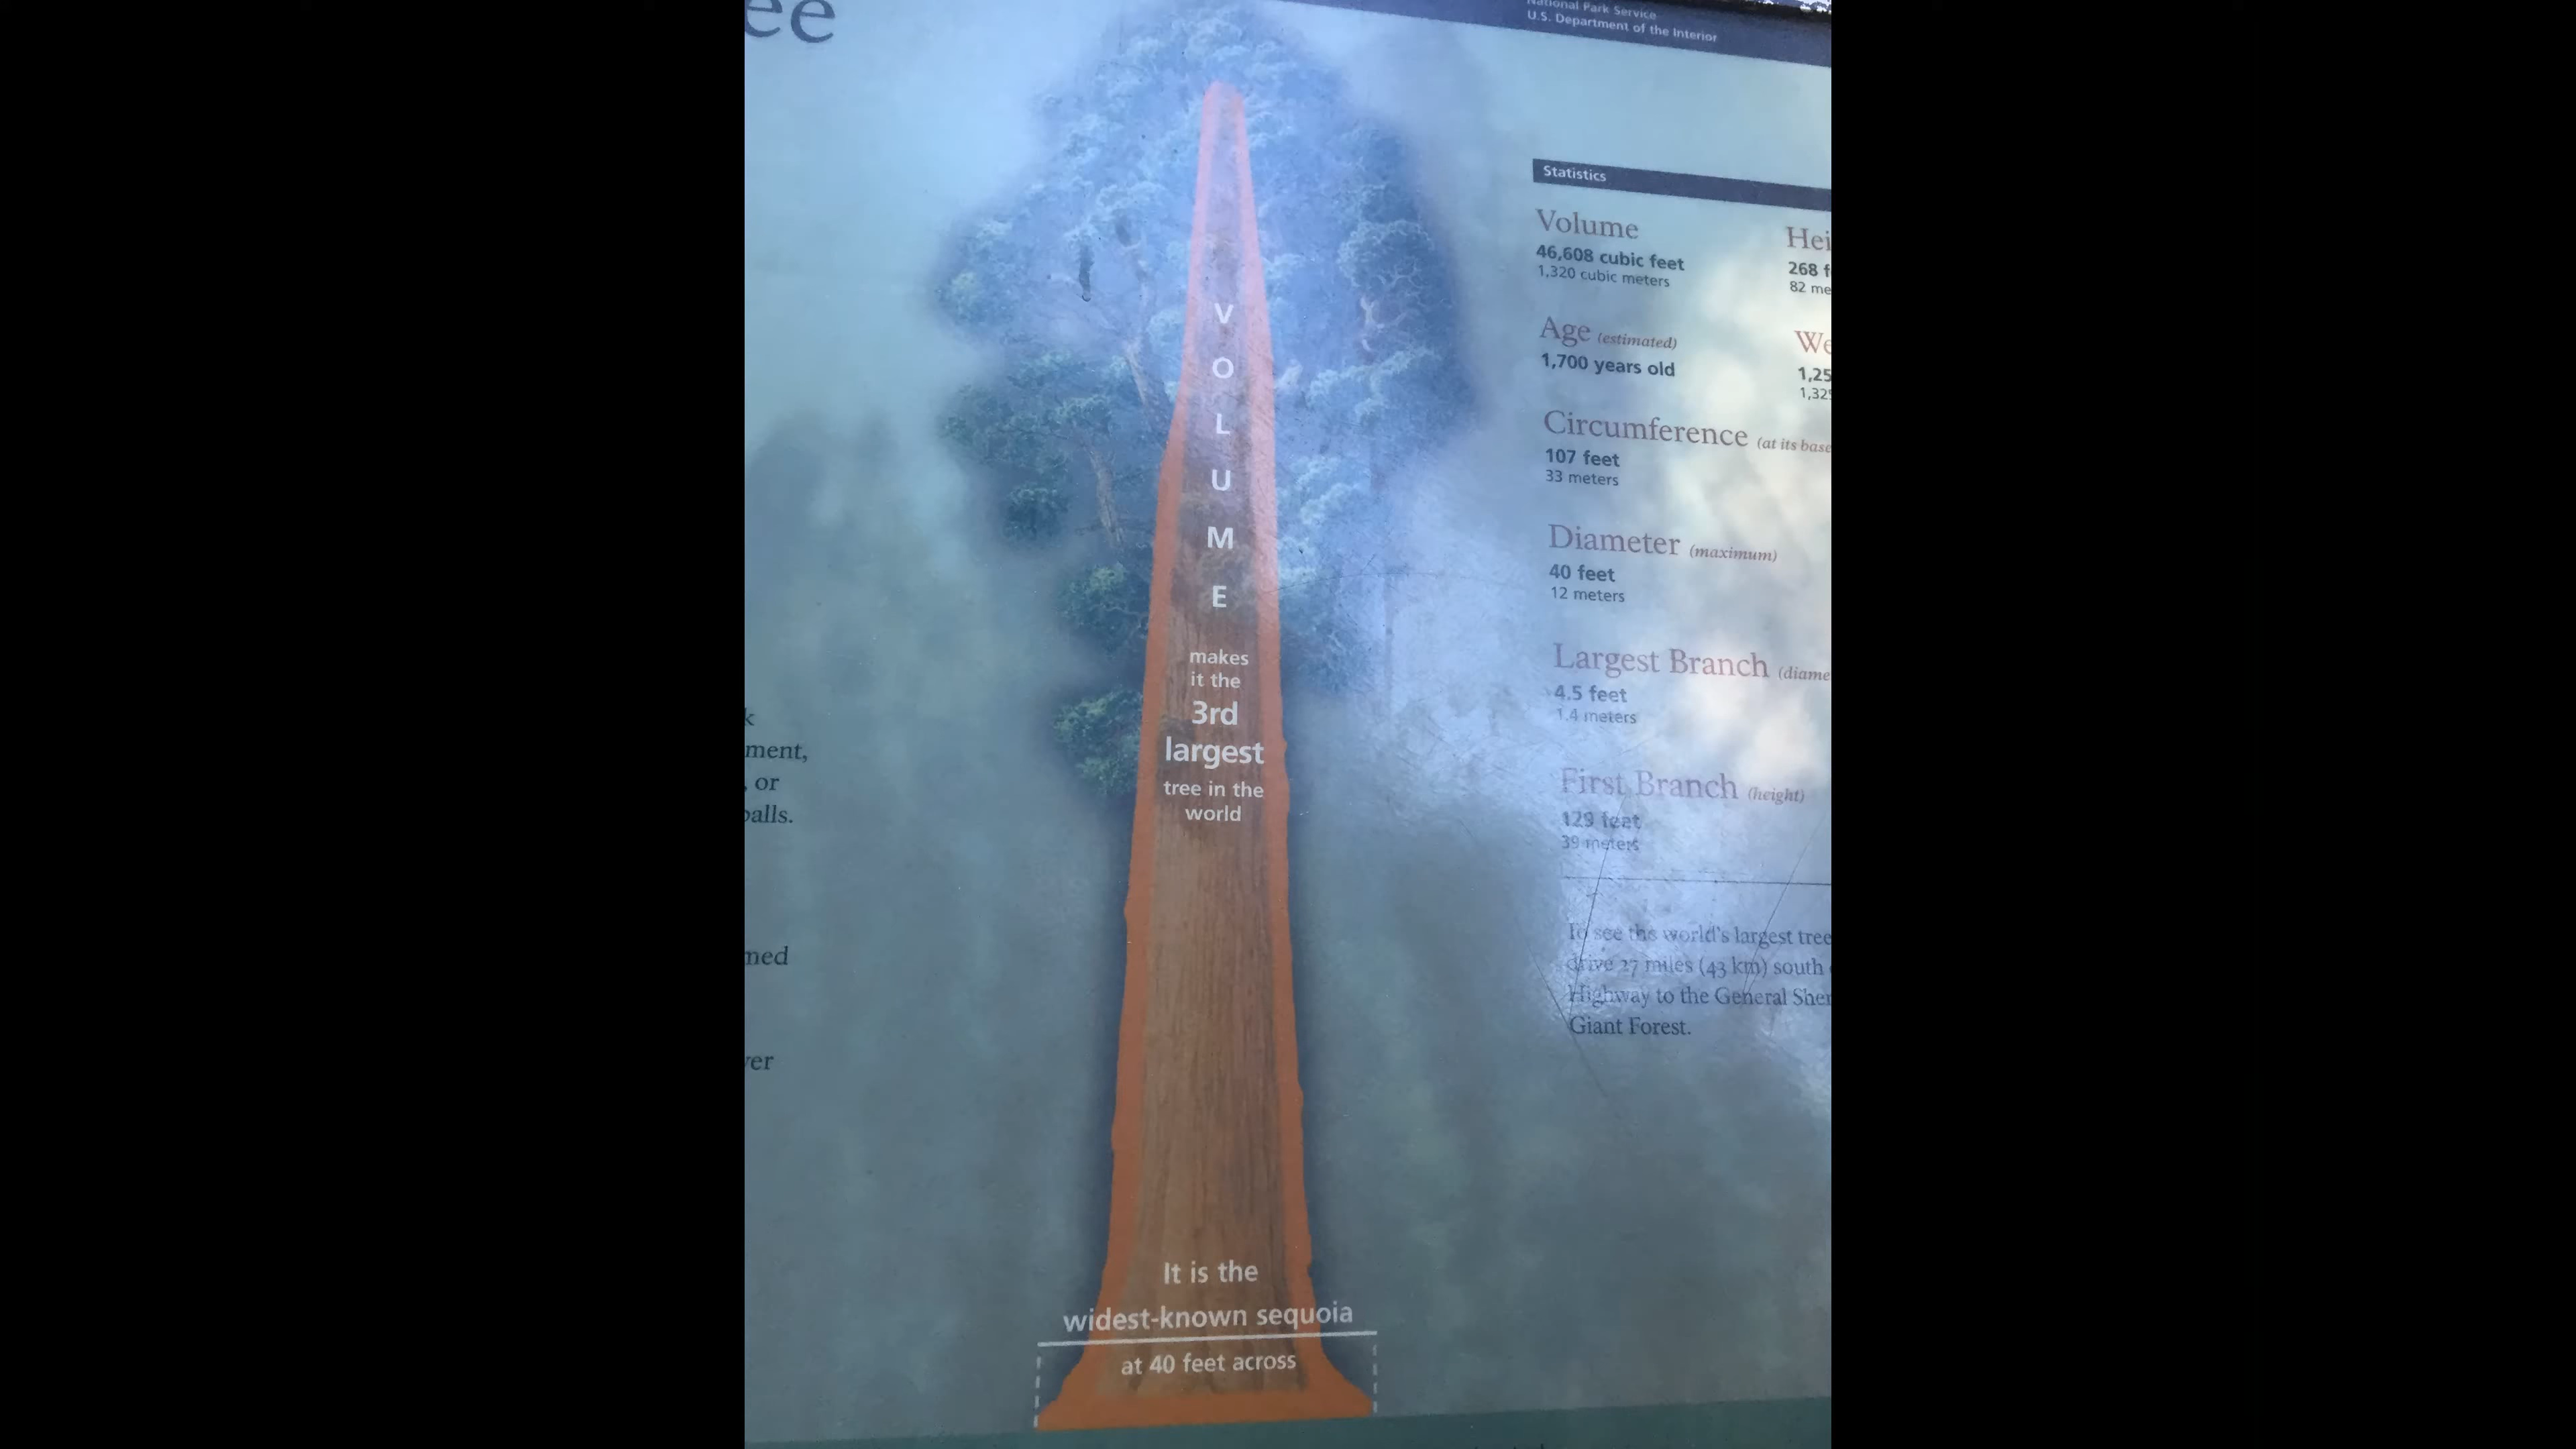 ee
National Park Service
U.S. Department of the Interior
V
O
L
U
M
E
makes
it the
3rd
largest
tree in the
world
It is the
widest-known sequoia
at 40 feet across
k
ment,
, or
balls.
ned
ver
Statistics
Volume
46,608 cubic feet
1,320 cubic meters
Hei
268 f
82 me
Age (estimated)
1,700 years old
We
1,25
1,325
Circumference (at its base
107 feet
33 meters
Diameter (maximum)
40 feet
12 meters
Largest Branch (diame
4.5 feet
1.4 meters
First Branch (height)
129 feet
39 meters
To see the world's largest tree
drive 27 miles (43 km) south
Highway to the General Sher
Giant Forest.